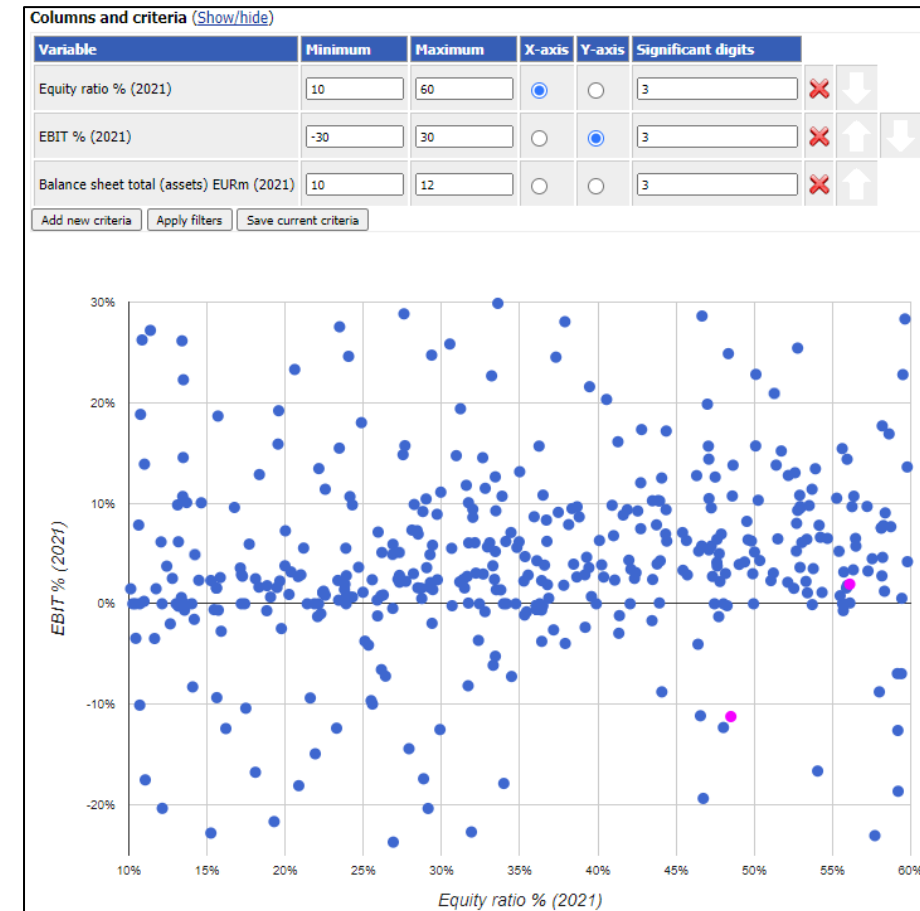 Columns and criteria (Show/hide)
Variable Minimum Maximum X-axis Y-axis Significant digits
Equity ratio % (2021) 10 60 3
EBIT % (2021) -30 30 3
Balance sheet total (assets) EURm (2021) 10 12 3
Add new criteria Apply filters Save current criteria
30%
20%
10%
0%
-10%
-20%
EBIT % (2021)
10% 15% 20% 25% 30% 35% 40% 45% 50% 55% 60%
Equity ratio % (2021)